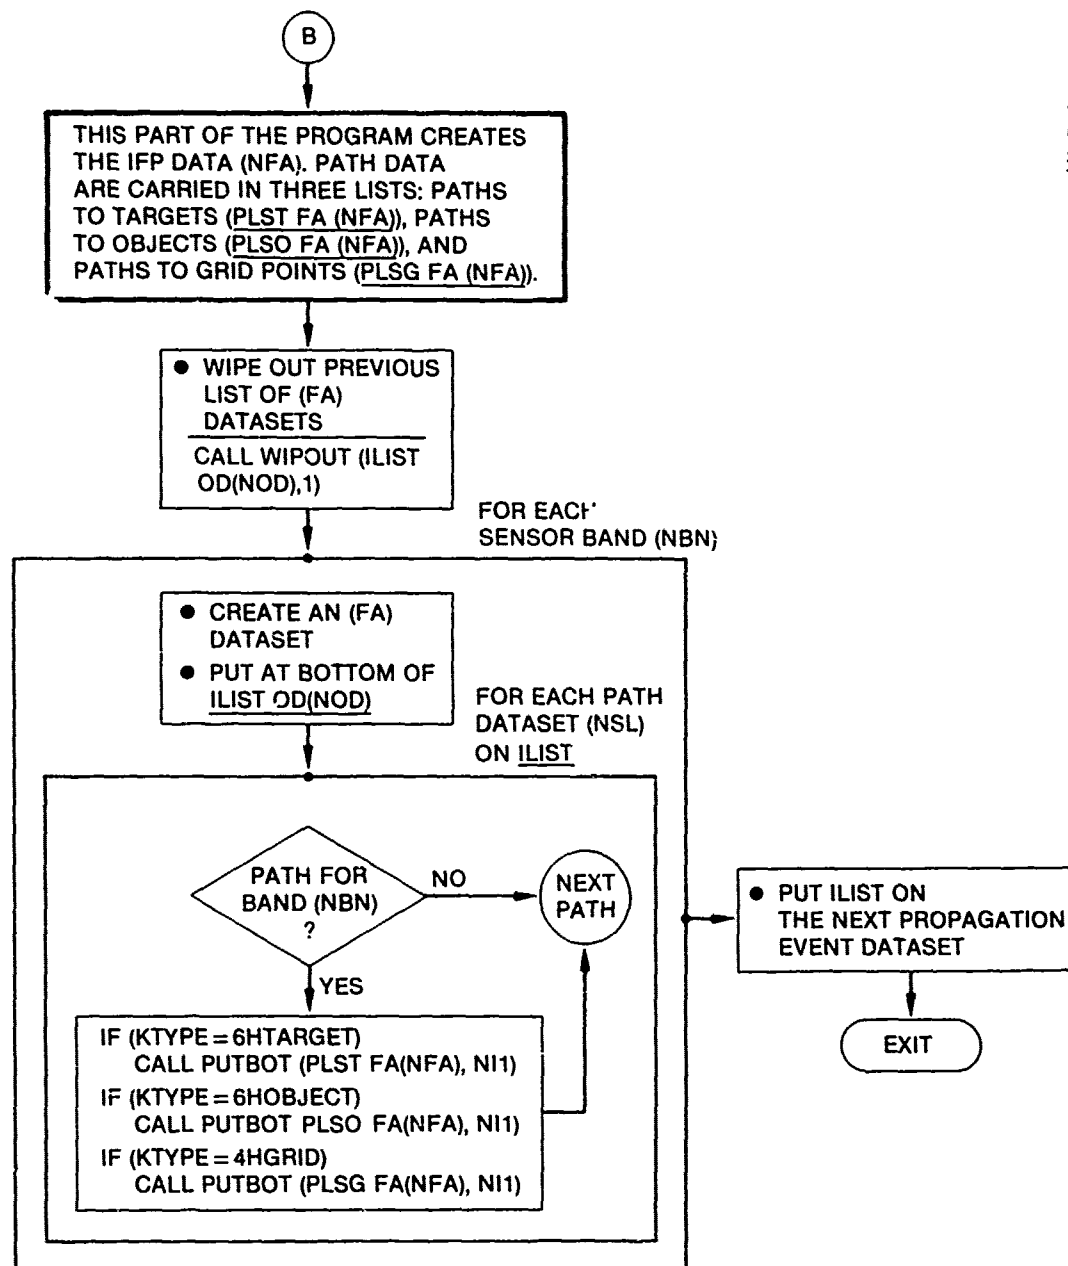 B
THIS PART OF THE PROGRAM CREATES
THE IFP DATA (NFA). PATH DATA
ARE CARRIED IN THREE LISTS: PATHS
TO TARGETS (PLST FA (NFA)), PATHS
TO OBJECTS (PLSO FA (NFA)), AND
PATHS TO GRID POINTS (PLSG FA (NFA)).
● WIPE OUT PREVIOUS
LIST OF (FA)
DATASETS
CALL WIPOUT (ILIST
OD(NOD),1)
FOR EACH
SENSOR BAND (NBN)
● CREATE AN (FA)
DATASET
● PUT AT BOTTOM OF
ILIST OD(NOD)
FOR EACH PATH
DATASET (NSL)
ON ILIST
PATH FOR
BAND (NBN)
?
NO
NEXT
PATH
YES
IF (KTYPE = 6HTARGET)
CALL PUTBOT (PLST FA(NFA), NI1)
IF (KTYPE = 6HOBJECT)
CALL PUTBOT PLSO FA(NFA), NI1)
IF (KTYPE = 4HGRID)
CALL PUTBOT (PLSG FA(NFA), NI1)
● PUT ILIST ON
THE NEXT PROPAGATION
EVENT DATASET
EXIT